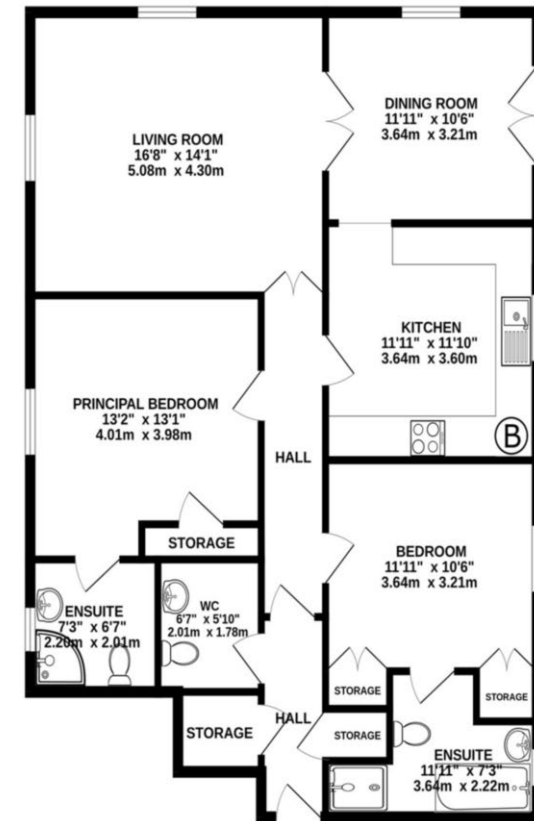 LIVING ROOM
16'8" x 14'1"
5.08m x 4.30m
DINING ROOM
11'11" x 10'6"
3.64m x 3.21m
KITCHEN
11'11" x 11'10"
3.64m x 3.60m
B
PRINCIPAL BEDROOM
13'2" x 13'1"
4.01m x 3.98m
HALL
STORAGE
BEDROOM
11'11" x 10'6"
3.64m x 3.21m
ENSUITE
7'3" x 6'7"
2.20m x 2.01m
WC
6'7" x 5'10"
2.01m x 1.78m
STORAGE
STORAGE
HALL
STORAGE
STORAGE
ENSUITE
11'11" x 7'3"
3.64m x 2.22m